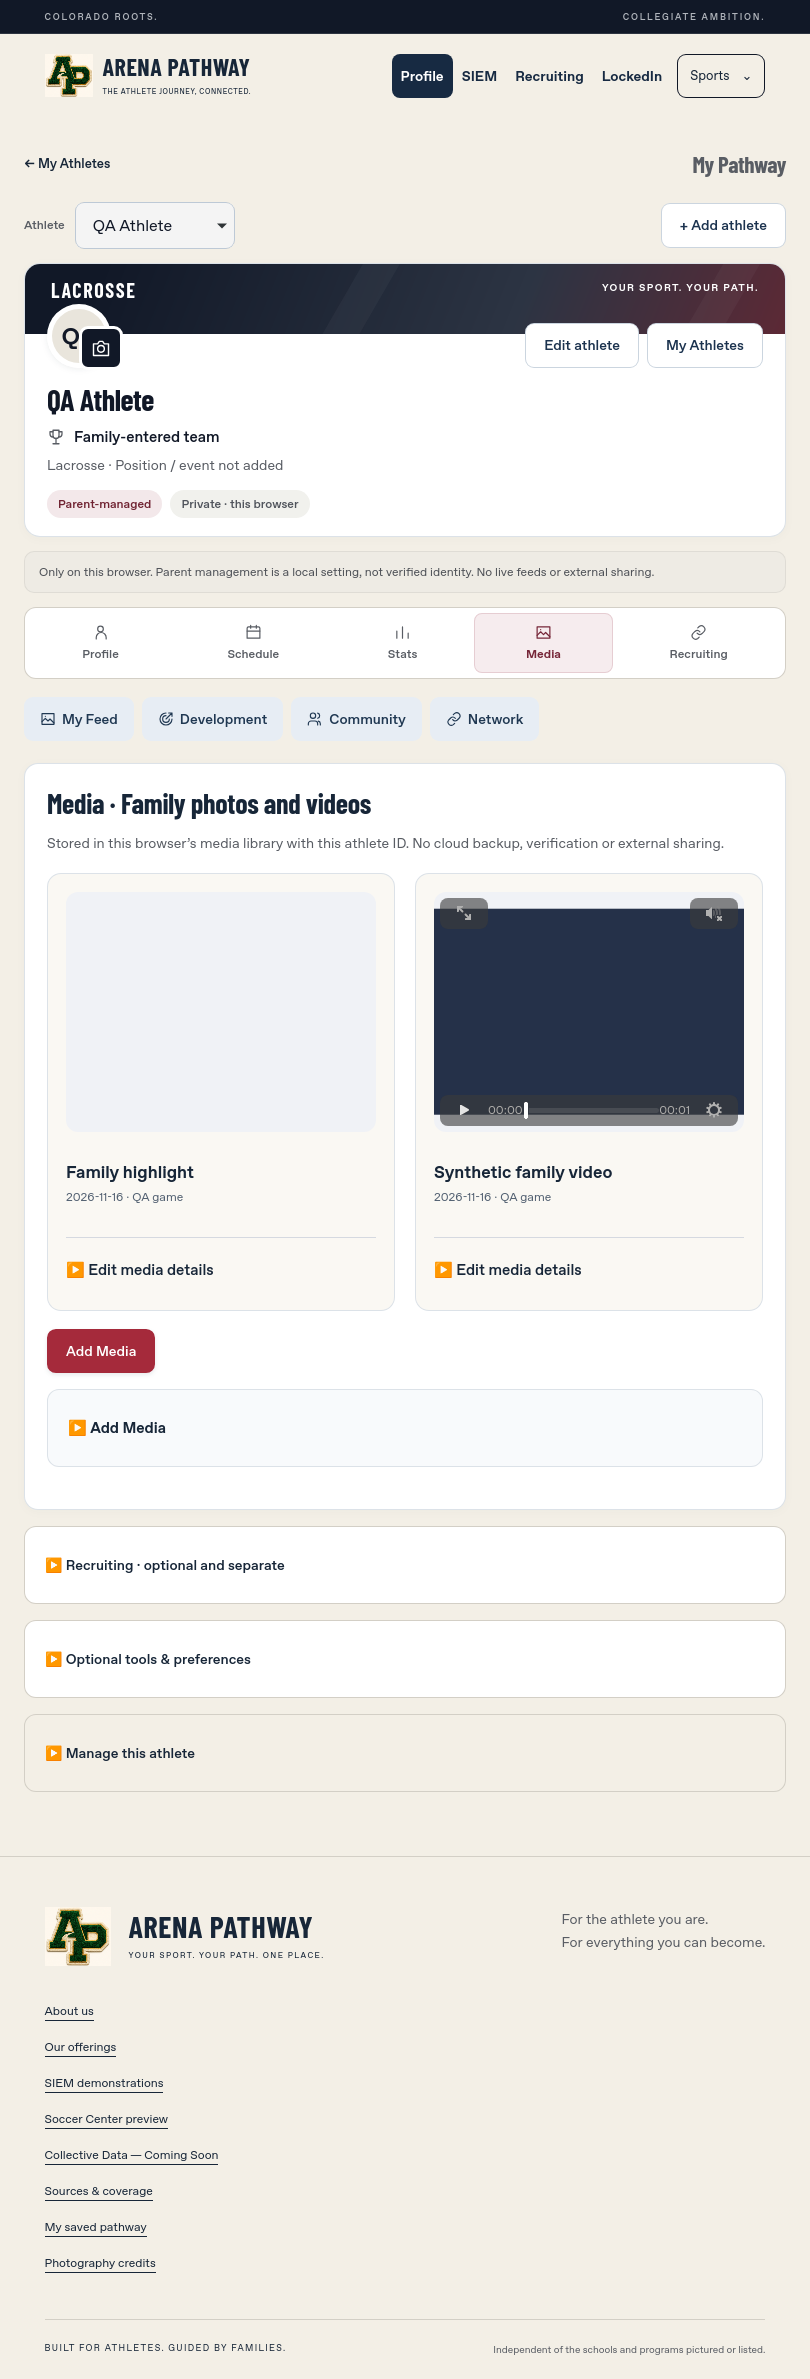 COLORADO ROOTS.
COLLEGIATE AMBITION.
AP
ARENA PATHWAY
THE ATHLETE JOURNEY, CONNECTED.
Profile
SIEM
Recruiting
LockedIn
Sports
← My Athletes
My Pathway
Athlete
QA Athlete
+ Add athlete
LACROSSE
YOUR SPORT. YOUR PATH.
Q
Edit athlete
My Athletes
QA Athlete
Family-entered team
Lacrosse · Position / event not added
Parent-managed
Private · this browser
Only on this browser. Parent management is a local setting, not verified identity. No live feeds or external sharing.
Profile
Schedule
Stats
Media
Recruiting
My Feed
Development
Community
Network
Media · Family photos and videos
Stored in this browser’s media library with this athlete ID. No cloud backup, verification or external sharing.
00:00
00:01
Family highlight
2026-11-16 · QA game
Synthetic family video
2026-11-16 · QA game
▶️ Edit media details
▶️ Edit media details
Add Media
▶️ Add Media
▶️ Recruiting · optional and separate
▶️ Optional tools & preferences
▶️ Manage this athlete
AP
ARENA PATHWAY
YOUR SPORT. YOUR PATH. ONE PLACE.
For the athlete you are.
For everything you can become.
About us
Our offerings
SIEM demonstrations
Soccer Center preview
Collective Data — Coming Soon
Sources & coverage
My saved pathway
Photography credits
BUILT FOR ATHLETES. GUIDED BY FAMILIES.
Independent of the schools and programs pictured or listed.